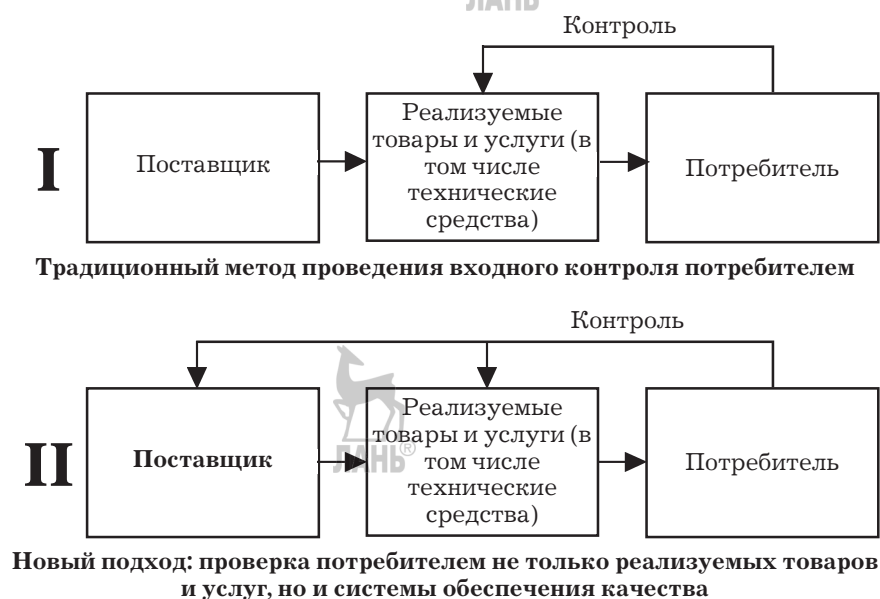 ЛАНЬ
Контроль
I
Поставщик
Реализуемые
товары и услуги (в
том числе
технические
средства)
Потребитель
Традиционный метод проведения входного контроля потребителем
Контроль
II
Поставщик
ЛАНЬ®
Реализуемые
товары и услуги (в
том числе
технические
средства)
Потребитель
Новый подход: проверка потребителем не только реализуемых товаров
и услуг, но и системы обеспечения качества